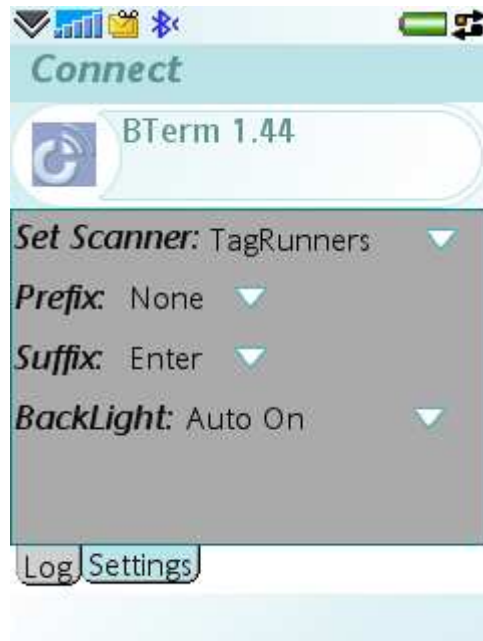 Connect
BTerm 1.44
Set Scanner: TagRunners
Prefix: None
Suffix: Enter
BackLight: Auto On
Log Settings